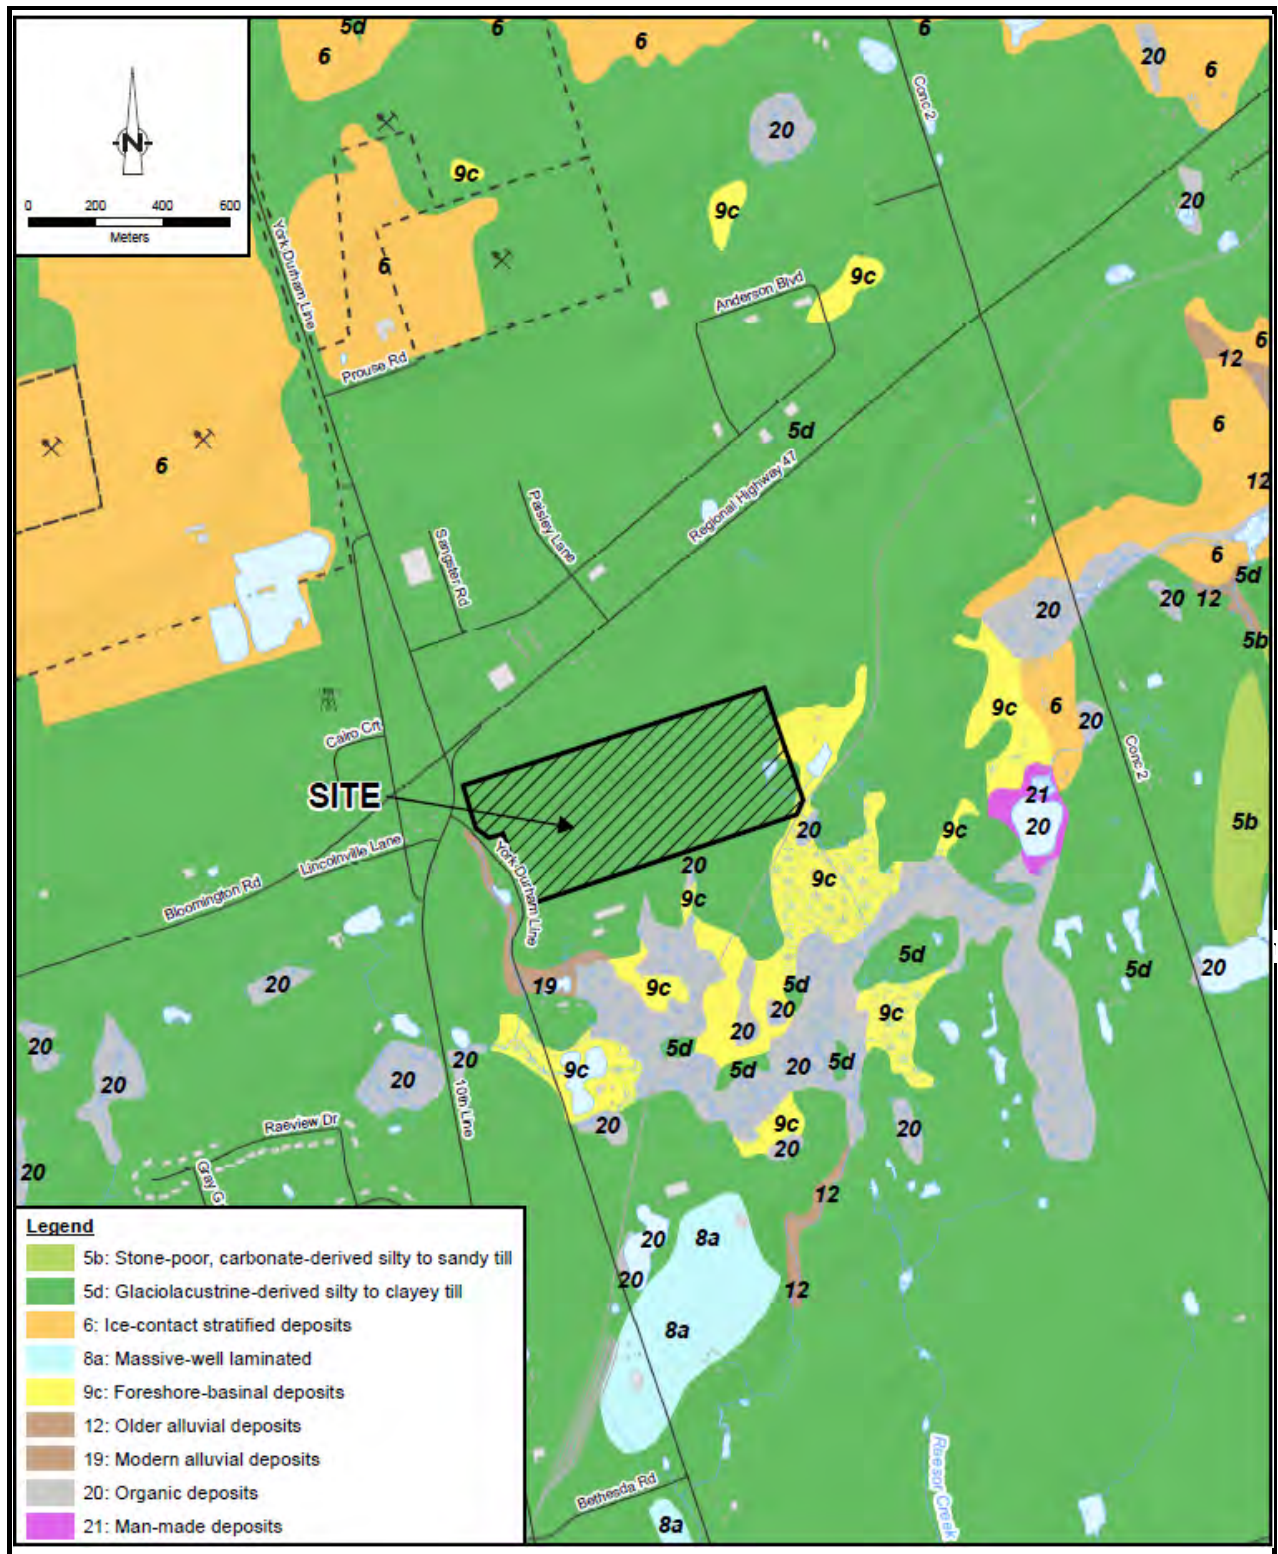 5d
6
6
6
6
20
6
N
0 200 400 600
Meters
Conc 2
20
9c
20
York Durham Line
9c
6
Anderson Blvd
9c
Prouse Rd
6
12
6
5d
6
12
Regional Highway 47
Paisley Lane
Sangster Rd
6
5d
20
20
12
5b
9c
6
20
Cairo Crt
Conc 2
SITE
21
20
5b
20
9c
Lincolnville Lane
York Durham Line
20
9c
9c
Bloomington Rd
5d
5d
20
20
19
9c
5d
20
9c
20
20
5d
5d
20
5d
20
20
20
9c
10th Line
20
9c
20
20
20
Raeview Dr
Gray G
20
12
20
8a
20
12
8a
Reesor Creek
Bethesda Rd
8a
Legend
5b: Stone-poor, carbonate-derived silty to sandy till
5d: Glaciolacustrine-derived silty to clayey till
6: Ice-contact stratified deposits
8a: Massive-well laminated
9c: Foreshore-basinal deposits
12: Older alluvial deposits
19: Modern alluvial deposits
20: Organic deposits
21: Man-made deposits